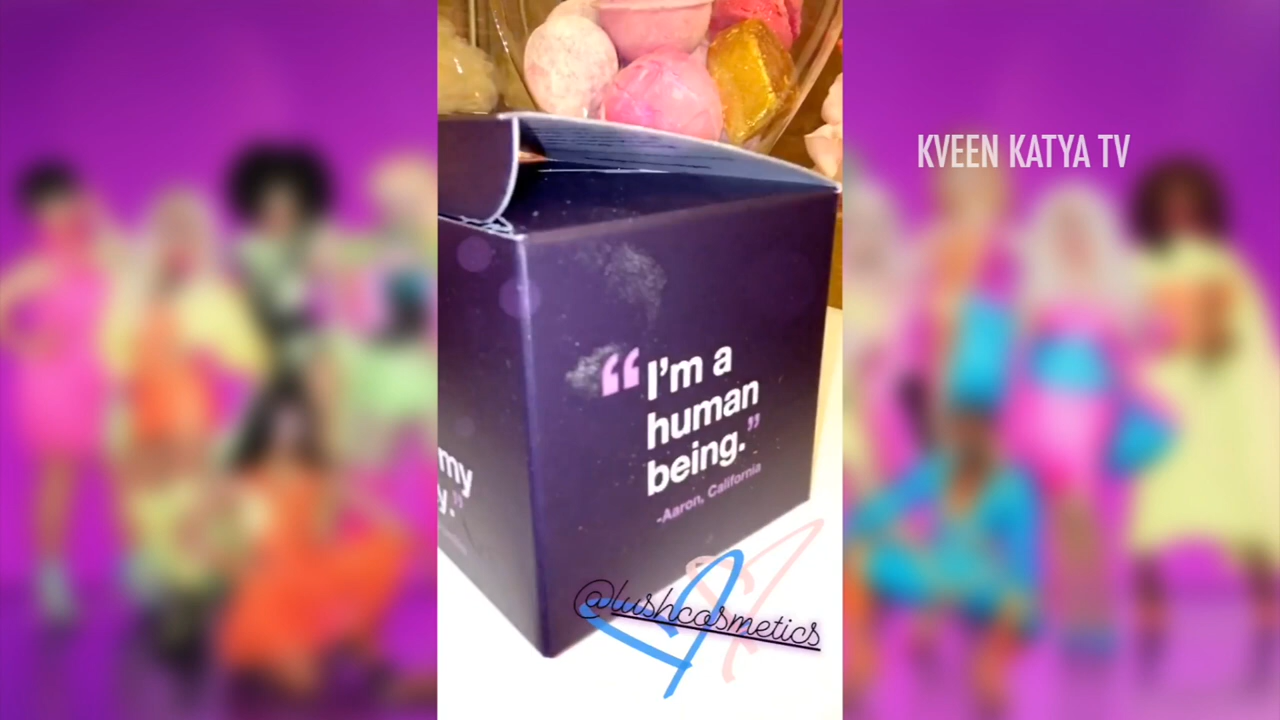 KVEEN KATYA TV
“I’m a
human
being.”
-Aaron, California
my
y.”
@lushcosmetics